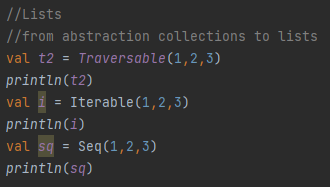 //Lists
//from abstraction collections to lists
val t2 = Traversable(1,2,3)
println(t2)
val i = Iterable(1,2,3)
println(i)
val sq = Seq(1,2,3)
println(sq)